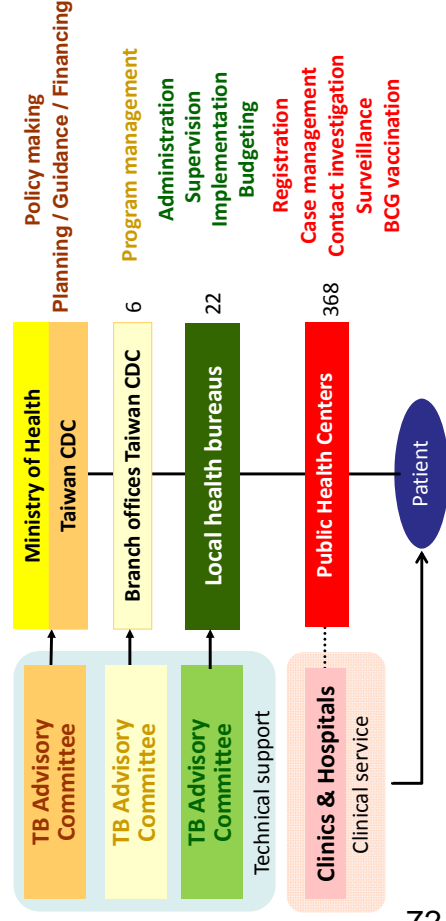 TB Advisory
Committee
TB Advisory
Committee
TB Advisory
Committee
Technical support
Clinics & Hospitals
Clinical service
Ministry of Health
Taiwan CDC
Branch offices Taiwan CDC
Local health bureaus
Public Health Centers
Patient
6
22
368
Policy making
Planning / Guidance / Financing
Program management
Administration
Supervision
Implementation
Budgeting
Registration
Case management
Contact investigation
Surveillance
BCG vaccination